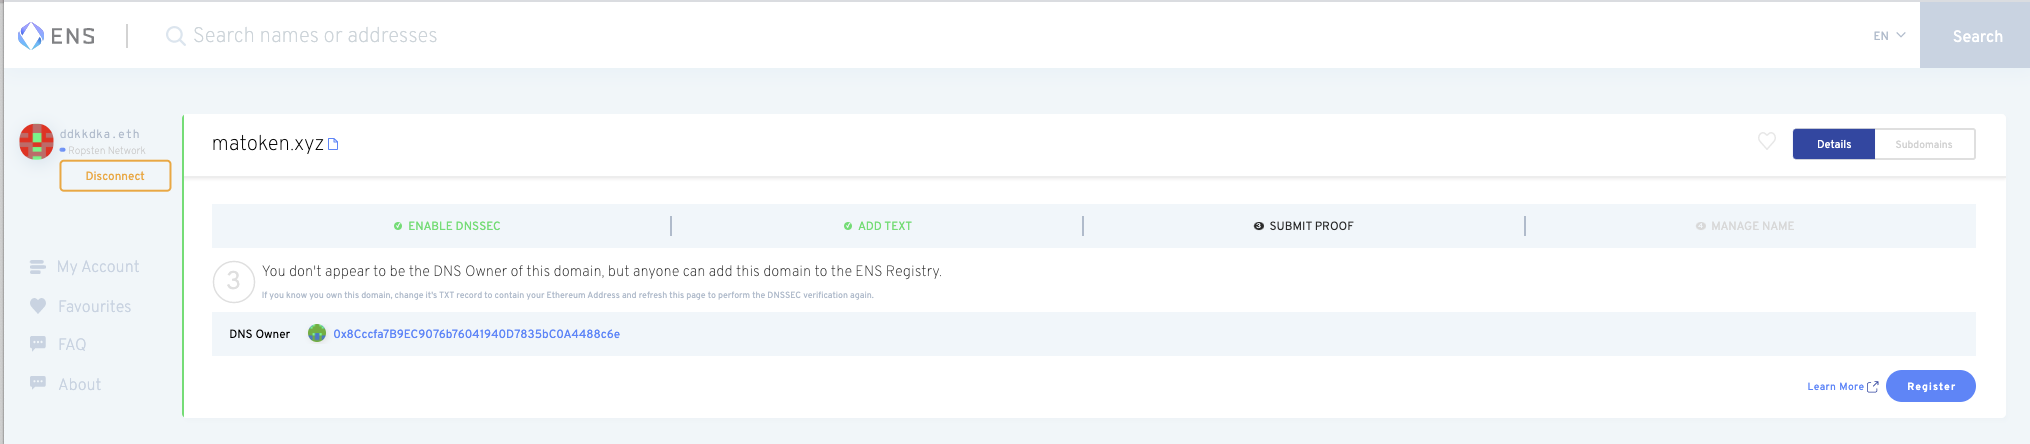 ENS
Search names or addresses
EN
Search
ddkkdka.eth
Ropsten Network
Disconnect
My Account
Favourites
FAQ
About
matoken.xyz
Details
Subdomains
ENABLE DNSSEC
ADD TEXT
3 SUBMIT PROOF
4 MANAGE NAME
3
You don't appear to be the DNS Owner of this domain, but anyone can add this domain to the ENS Registry.
If you know you own this domain, change it's TXT record to contain your Ethereum Address and refresh this page to perform the DNSSEC verification again.
DNS Owner 0x8Cccfa7B9EC9076b76041940D7835bC0A4488c6e
Learn More
Register